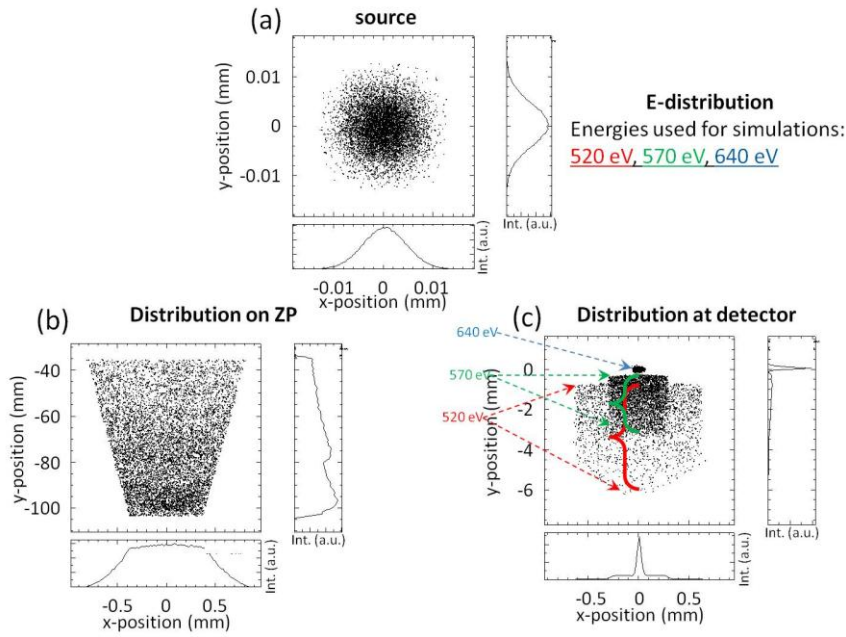 (a)
source
y-position (mm)
0.01
0
-0.01
Int. (a.u.)
Int. (a.u.)
-0.01 0 0.01
x-position (mm)
E-distribution
Energies used for simulations:
520 eV, 570 eV, 640 eV
(b)
Distribution on ZP
y-position (mm)
-40
-60
-80
-100
Int. (a.u.)
Int. (a.u.)
-0.5 0 0.5
x-position (mm)
(c)
Distribution at detector
640 eV
570 eV
520 eV
y-position (mm)
0
-2
-4
-6
Int. (a.u.)
Int. (a.u.)
-0.5 0 0.5
x-position (mm)